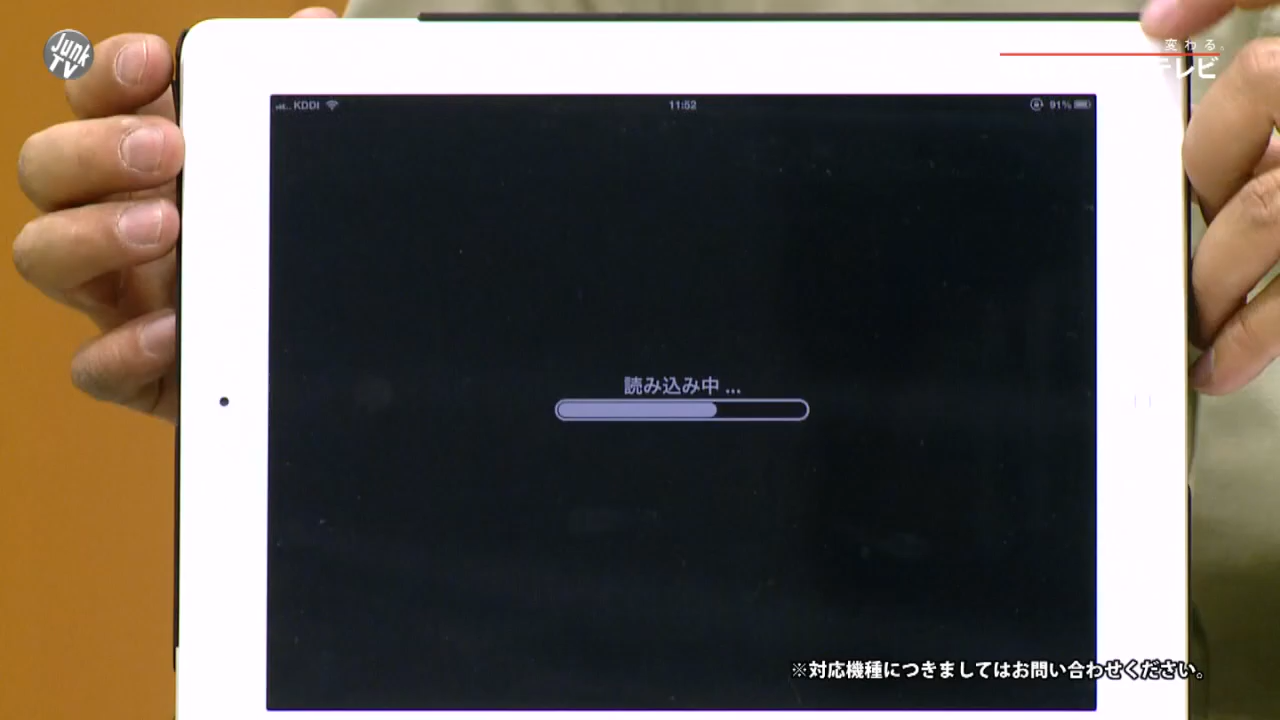 Junk
TV
変わる。
テレビ
KDDI
11:52
91%
読み込み中 ...
※対応機種につきましてはお問い合わせください。